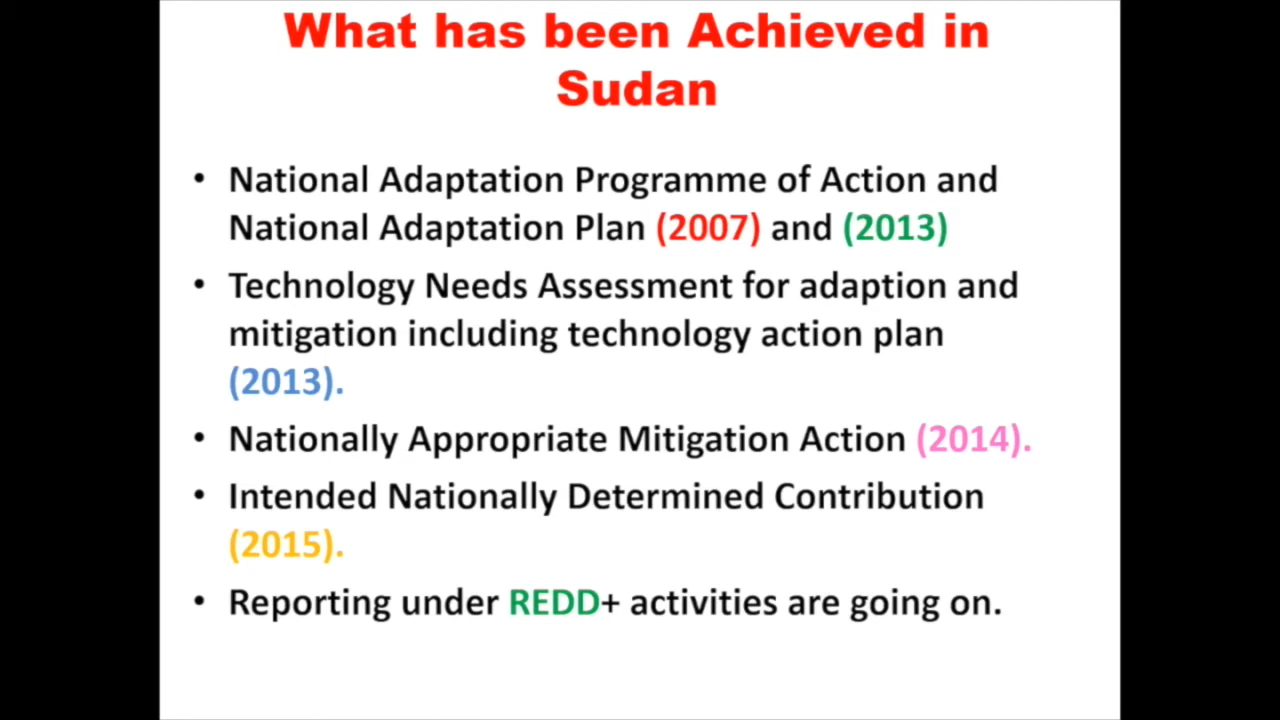 What has been Achieved in
Sudan
• National Adaptation Programme of Action and
National Adaptation Plan (2007) and (2013)
• Technology Needs Assessment for adaption and
mitigation including technology action plan
(2013).
• Nationally Appropriate Mitigation Action (2014).
• Intended Nationally Determined Contribution
(2015).
• Reporting under REDD+ activities are going on.